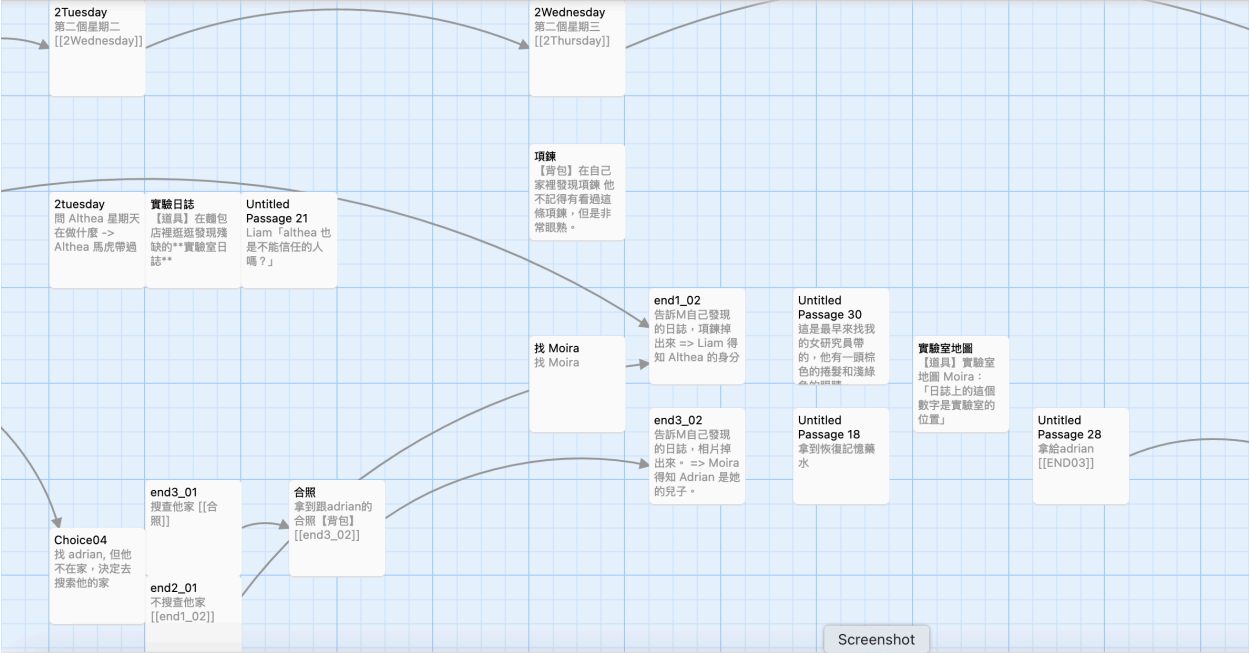 2Tuesday
第二個星期二
[[2Wednesday]]
2Wednesday
第二個星期三
[[2Thursday]]
項鍊
【背包】在自己
家裡發現項鍊 他
不記得有看過這
條項鍊，但是非
常眼熟。
2tuesday
問 Althea 星期天
在做什麼 ->
Althea 馬虎帶過
實驗日誌
【道具】在麵包
店裡逛逛發現殘
缺的**實驗室日
誌**
Untitled
Passage 21
Liam「althea 也
是不能信任的人
嗎？」
end1_02
告訴M自己發現
的日誌，項鍊掉
出來 => Liam 得
知 Althea 的身分
Untitled
Passage 30
這是最早來找我
的女研究員帶
的，他有一頭棕
色的捲髮和淺綠
色的眼睛
找 Moira
找 Moira
實驗室地圖
【道具】實驗室
地圖 Moira：
「日誌上的這個
數字是實驗室的
位置」
end3_02
告訴M自己發現
的日誌，相片掉
出來。 => Moira
得知 Adrian 是她
的兒子。
Untitled
Passage 18
拿到恢復記憶藥
水
Untitled
Passage 28
拿給adrian
[[END03]]
end3_01
搜查他家 [[合
照]]
合照
拿到跟adrian的
合照【背包】
[[end3_02]]
Choice04
找 adrian, 但他
不在家，決定去
搜索他的家
end2_01
不搜查他家
[[end1_02]]
Screenshot